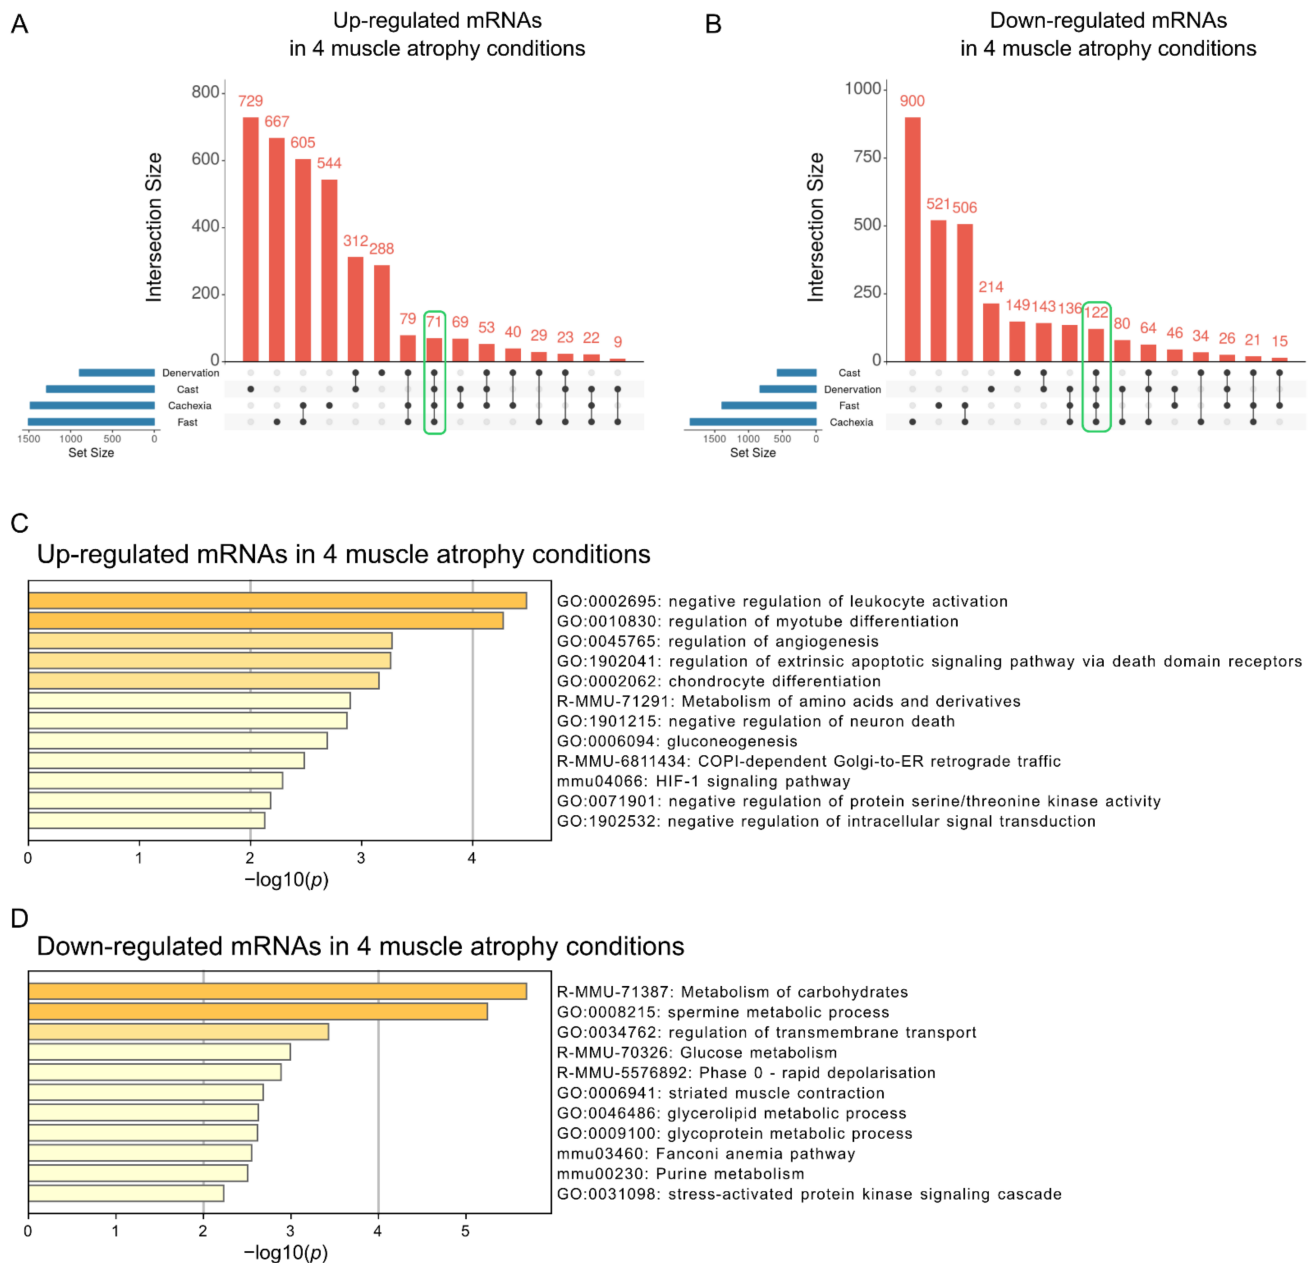 A
Up-regulated mRNAs
in 4 muscle atrophy conditions
Intersection Size
800
600
400
200
0
729
667
605
544
312
288
79
71
69
53
40
29
23
22
9
Denervation
Cast
Cachexia
Fast
1500
1000
500
0
Set Size
B
Down-regulated mRNAs
in 4 muscle atrophy conditions
Intersection Size
1000
750
500
250
0
900
521
506
214
149
143
136
122
80
64
46
34
26
21
15
Cast
Denervation
Fast
Cachexia
1500
1000
500
0
Set Size
C
Up-regulated mRNAs in 4 muscle atrophy conditions
GO:0002695: negative regulation of leukocyte activation
GO:0010830: regulation of myotube differentiation
GO:0045765: regulation of angiogenesis
GO:1902041: regulation of extrinsic apoptotic signaling pathway via death domain receptors
GO:0002062: chondrocyte differentiation
R-MMU-71291: Metabolism of amino acids and derivatives
GO:1901215: negative regulation of neuron death
GO:0006094: gluconeogenesis
R-MMU-6811434: COPI-dependent Golgi-to-ER retrograde traffic
mmu04066: HIF-1 signaling pathway
GO:0071901: negative regulation of protein serine/threonine kinase activity
GO:1902532: negative regulation of intracellular signal transduction
0
1
2
3
4
−log10(p)
D
Down-regulated mRNAs in 4 muscle atrophy conditions
R-MMU-71387: Metabolism of carbohydrates
GO:0008215: spermine metabolic process
GO:0034762: regulation of transmembrane transport
R-MMU-70326: Glucose metabolism
R-MMU-5576892: Phase 0 - rapid depolarisation
GO:0006941: striated muscle contraction
GO:0046486: glycerolipid metabolic process
GO:0009100: glycoprotein metabolic process
mmu03460: Fanconi anemia pathway
mmu00230: Purine metabolism
GO:0031098: stress-activated protein kinase signaling cascade
0
1
2
3
4
5
−log10(p)